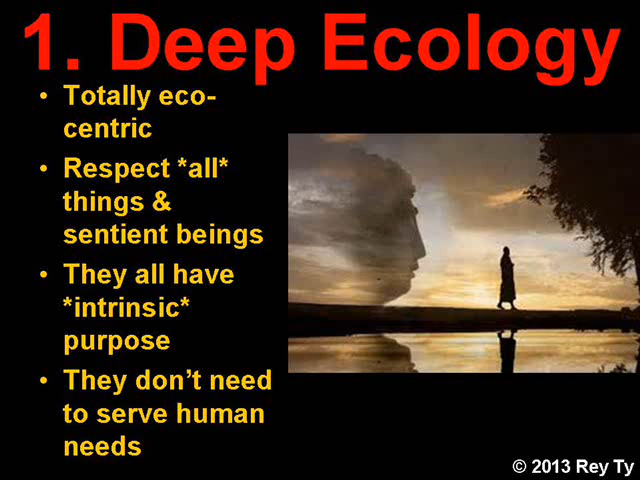 1. Deep Ecology
• Totally eco-
centric
• Respect *all*
things &
sentient beings
• They all have
*intrinsic*
purpose
• They don't need
to serve human
needs
© 2013 Rey Ty